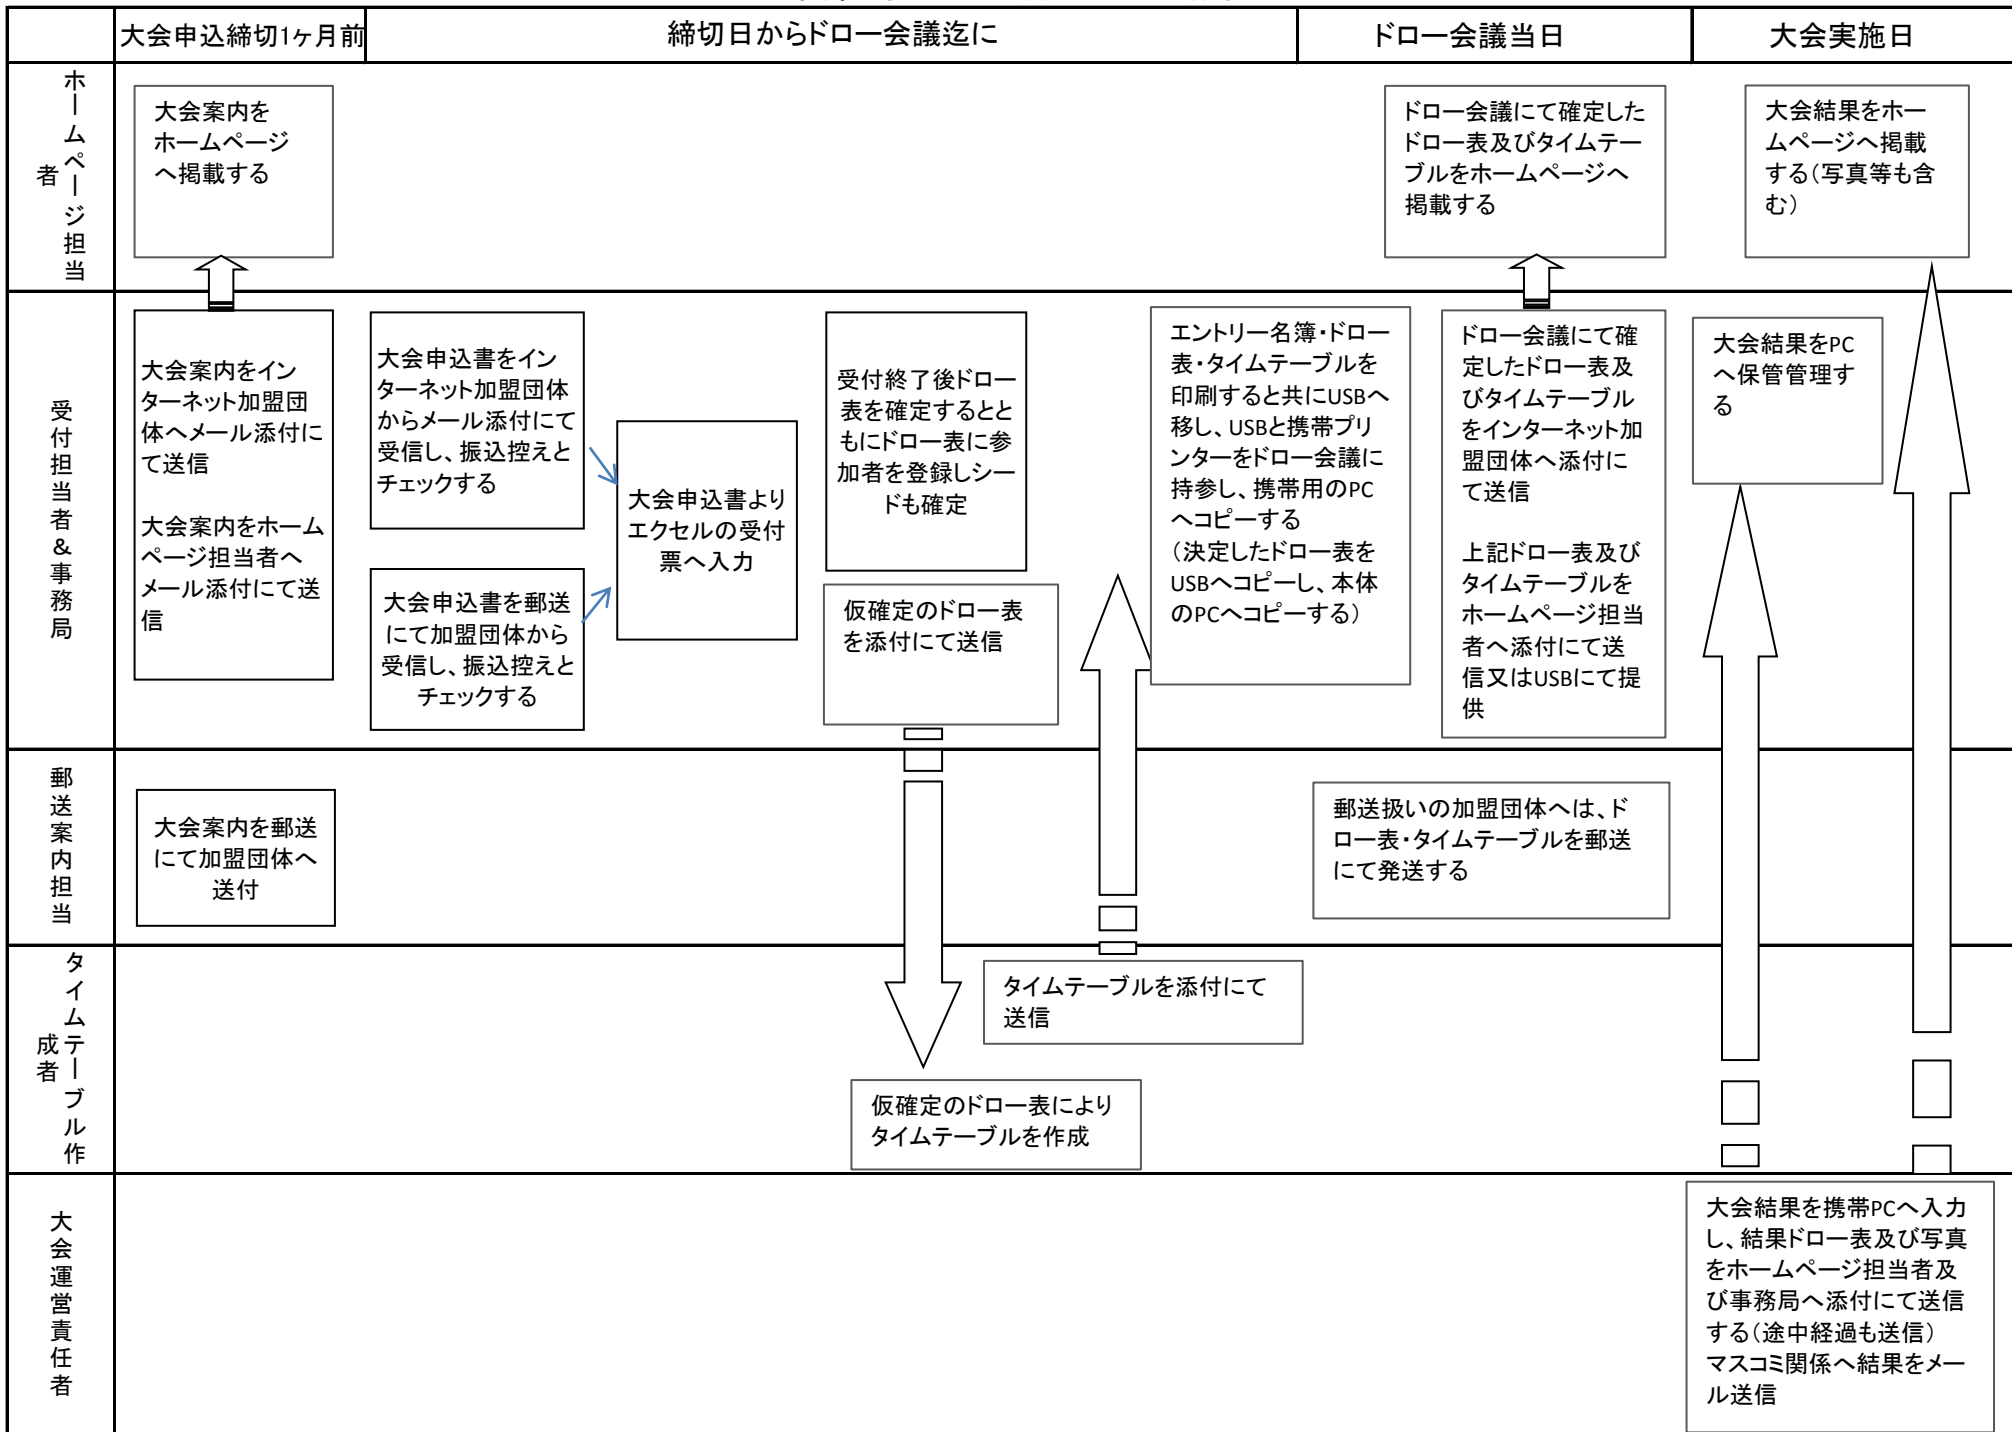 大会申込締切1ヶ月前
締切日からドロー会議迄に
ドロー会議当日
大会実施日
ホームページ担当者
大会案内を
ホームページ
へ掲載する
ドロー会議にて確定した
ドロー表及びタイムテー
ブルをホームページへ
掲載する
大会結果をホー
ムページへ掲載
する(写真等も含
む)
受付担当者&事務局
大会案内をイン
ターネット加盟団
体へメール添付に
て送信
大会案内をホーム
ページ担当者へ
メール添付にて送
信
大会申込書をイン
ターネット加盟団体
からメール添付にて
受信し、振込控えと
チェックする
大会申込書を郵送
にて加盟団体から
受信し、振込控えと
チェックする
大会申込書より
エクセルの受付
票へ入力
受付終了後ドロー
表を確定するとと
もにドロー表に参
加者を登録しシー
ドも確定
仮確定のドロー表
を添付にて送信
エントリー名簿・ドロー
表・タイムテーブルを
印刷すると共にUSBへ
移し、USBと携帯プリ
ンターをドロー会議に
持参し、携帯用のPC
へコピーする
(決定したドロー表を
USBへコピーし、本体
のPCへコピーする)
ドロー会議にて確
定したドロー表及
びタイムテーブル
をインターネット加
盟団体へ添付に
て送信
上記ドロー表及び
タイムテーブルを
ホームページ担当
者へ添付にて送
信又はUSBにて提
供
大会結果をPC
へ保管管理す
る
郵送案内担当
大会案内を郵送
にて加盟団体へ
送付
郵送扱いの加盟団体へは、ド
ロー表・タイムテーブルを郵送
にて発送する
タイムテーブル作成者
タイムテーブルを添付にて
送信
仮確定のドロー表により
タイムテーブルを作成
大会運営責任者
大会結果を携帯PCへ入力
し、結果ドロー表及び写真
をホームページ担当者及
び事務局へ添付にて送信
する(途中経過も送信)
マスコミ関係へ結果をメー
ル送信